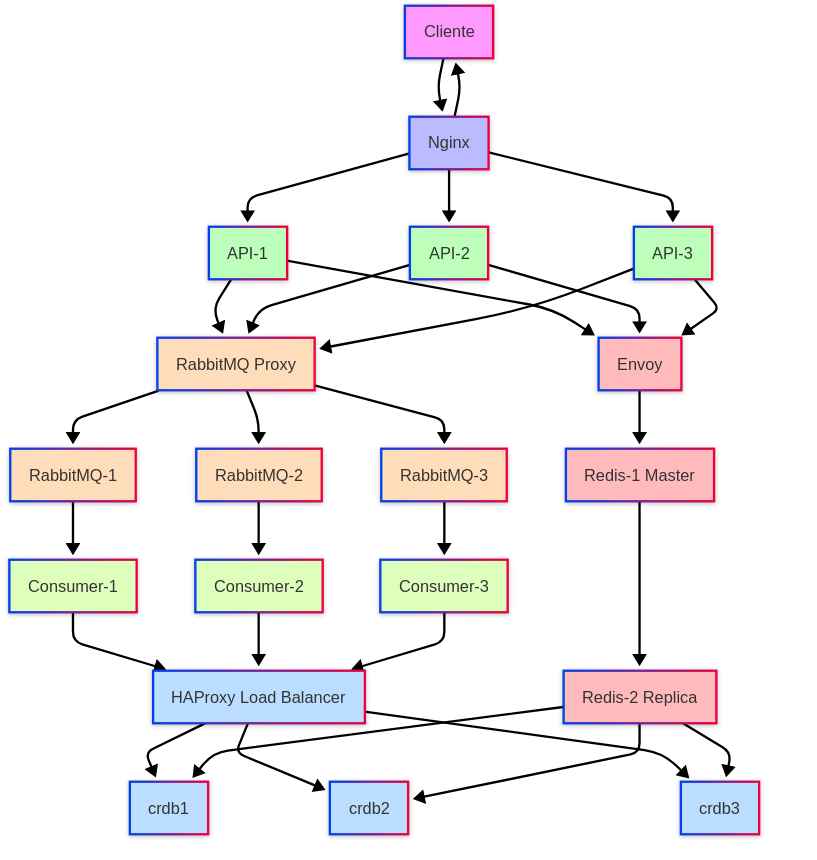 Cliente
Nginx
API-1
API-2
API-3
RabbitMQ Proxy
Envoy
RabbitMQ-1
RabbitMQ-2
RabbitMQ-3
Redis-1 Master
Consumer-1
Consumer-2
Consumer-3
HAProxy Load Balancer
Redis-2 Replica
crdb1
crdb2
crdb3